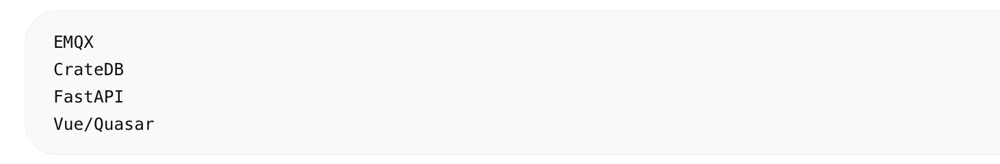 EMQX
CrateDB
FastAPI
Vue/Quasar